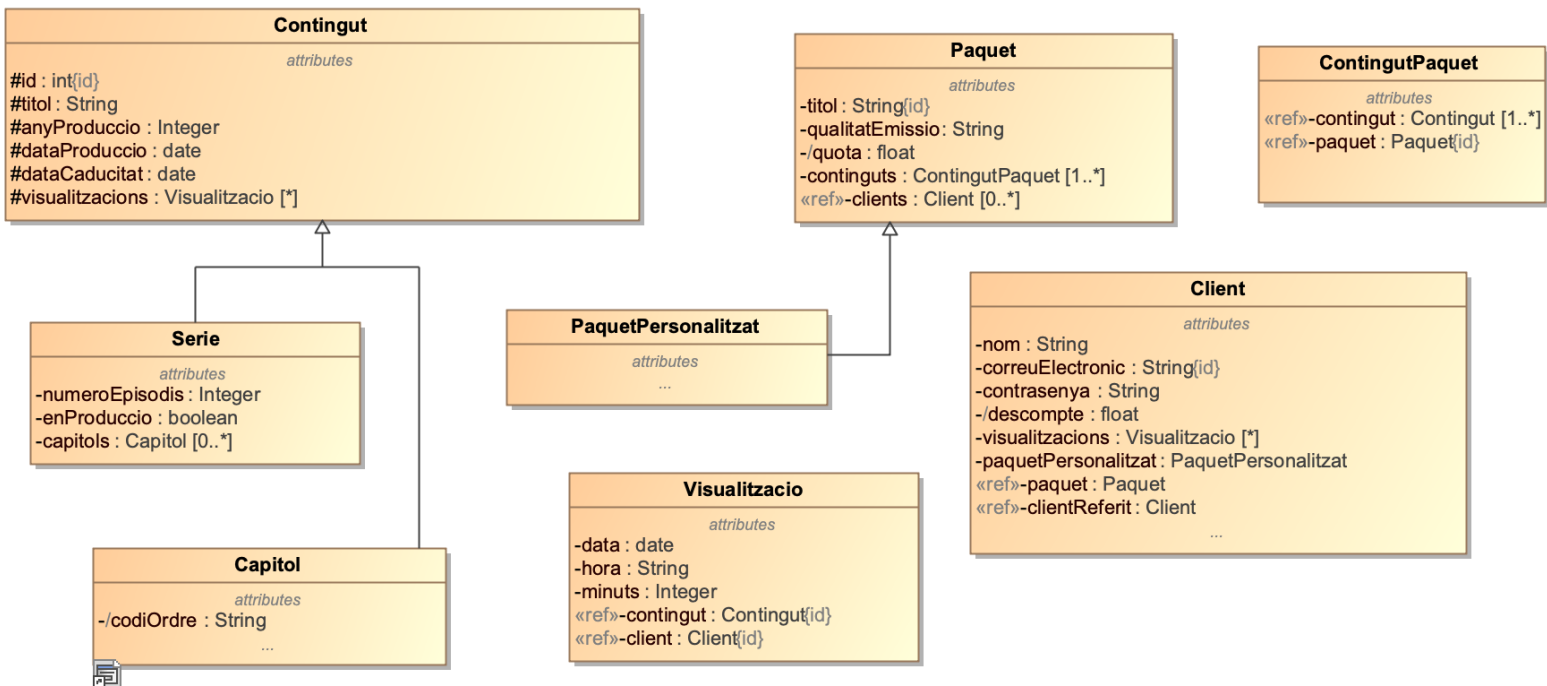 Contingut
attributes
#id : int{id}
#titol : String
#anyProduccio : Integer
#dataProduccio : date
#dataCaducitat : date
#visualitzacions : Visualitzacio [*]
Paquet
attributes
-titol : String{id}
-qualitatEmissio: String
-/quota : float
-continguts : ContingutPaquet [1..*]
«ref»-clients : Client [0..*]
ContingutPaquet
attributes
«ref»-contingut : Contingut [1..*]
«ref»-paquet : Paquet{id}
Serie
attributes
-numeroEpisodis : Integer
-enProduccio : boolean
-capitols : Capitol [0..*]
PaquetPersonalitzat
attributes
...
Client
attributes
-nom : String
-correuElectronic : String{id}
-contrasenya : String
-/descompte : float
-visualitzacions : Visualitzacio [*]
-paquetPersonalitzat : PaquetPersonalitzat
«ref»-paquet : Paquet
«ref»-clientReferit : Client
...
Visualitzacio
attributes
-data : date
-hora : String
-minuts : Integer
«ref»-contingut : Contingut{id}
«ref»-client : Client{id}
Capitol
attributes
-/codiOrdre : String
...